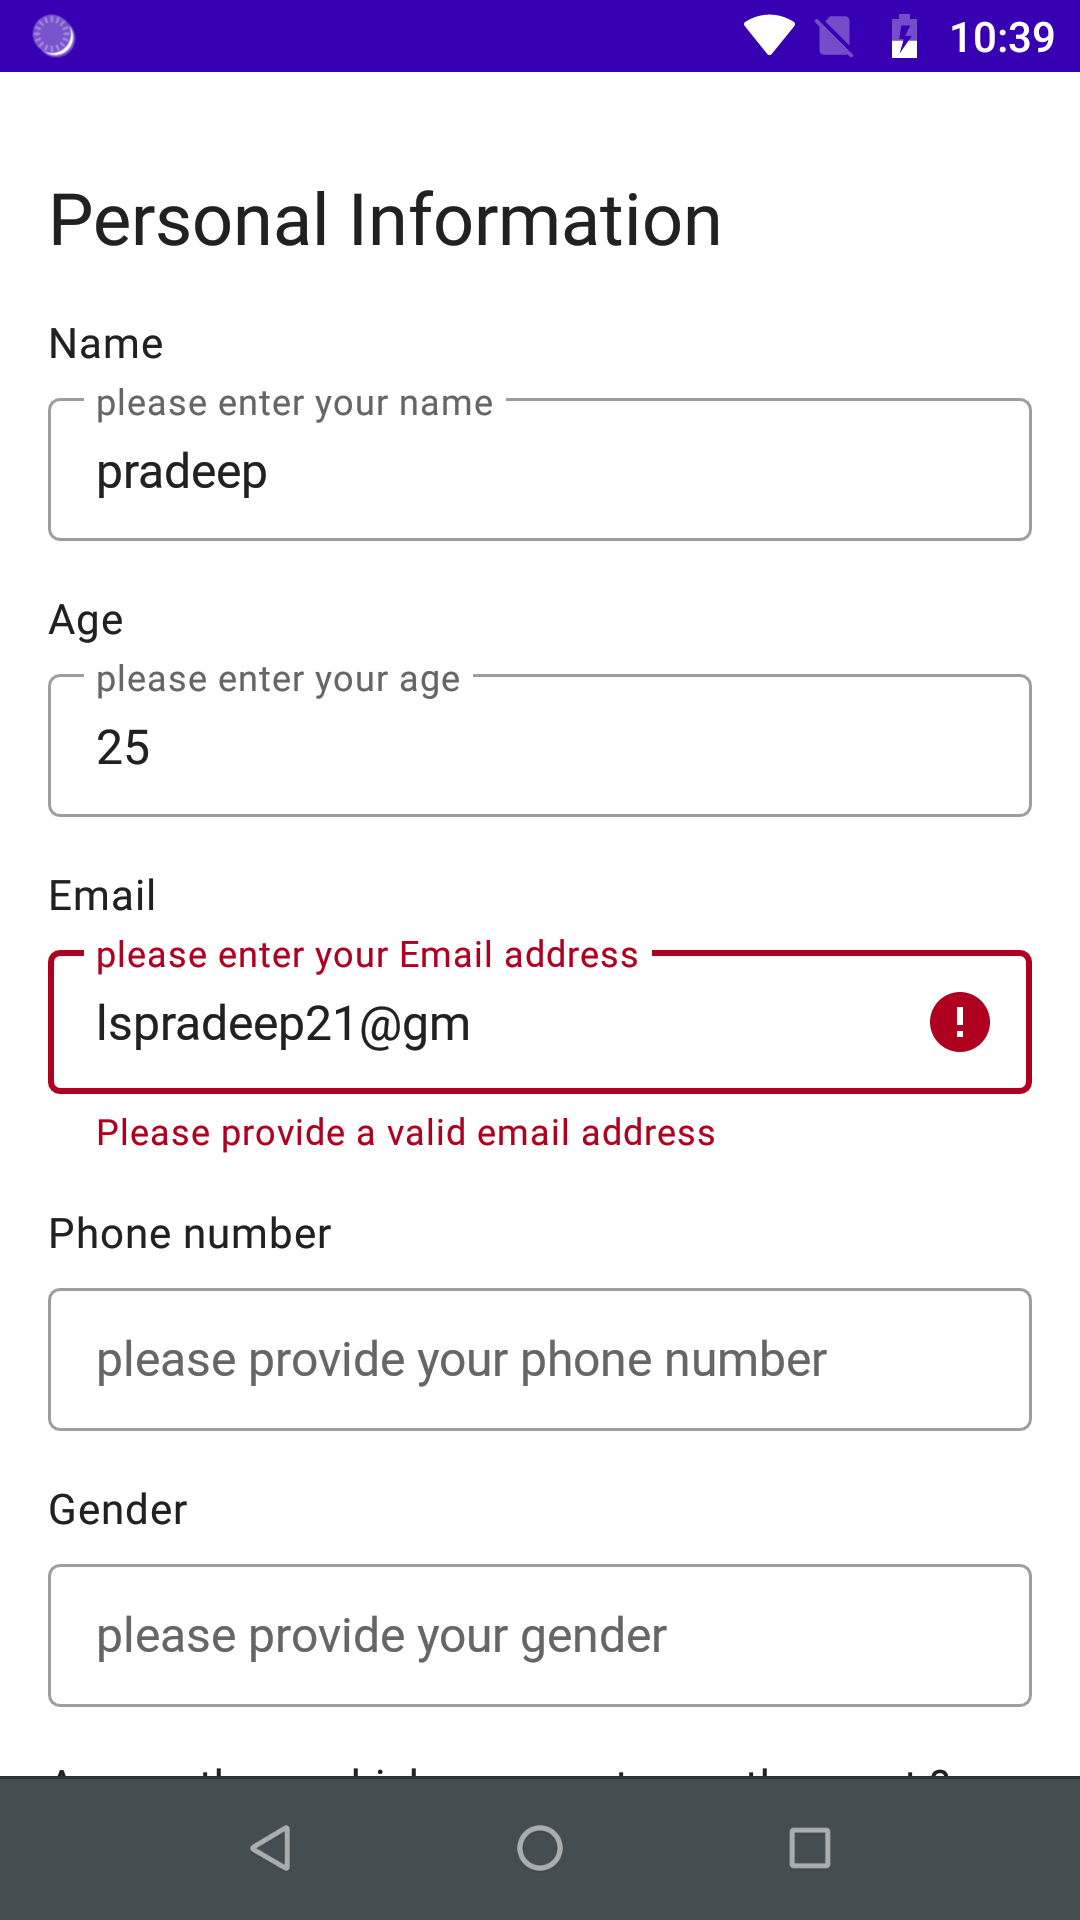 10:39
Personal Information
Name
please enter your name
pradeep
Age
please enter your age
25
Email
please enter your Email address
lspradeep21@gm
Please provide a valid email address
Phone number
please provide your phone number
Gender
please provide your gender